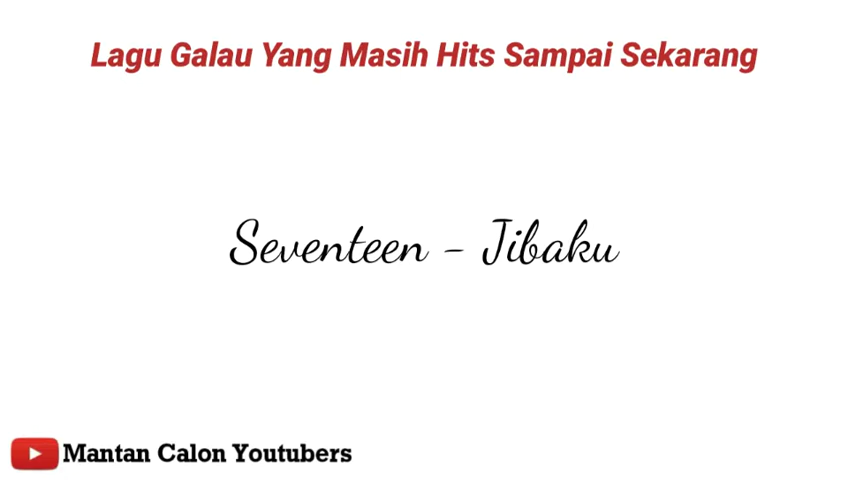 Lagu Galau Yang Masih Hits Sampai Sekarang
Seventeen - Jibaku
Mantan Calon Youtubers